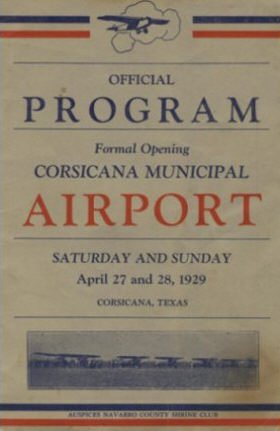 OFFICIAL
PROGRAM
Formal Opening
CORSICANA MUNICIPAL
AIRPORT
SATURDAY AND SUNDAY
April 27 and 28, 1929
CORSICANA, TEXAS
AUSPICES NAVARRO COUNTY SHRINE CLUB